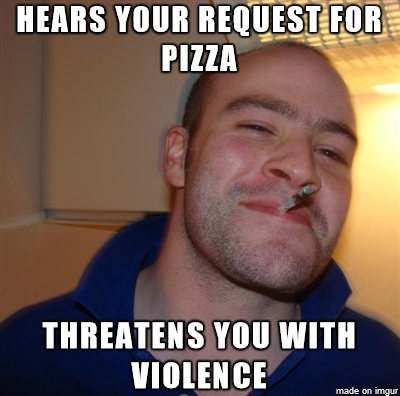 HEARS YOUR REQUEST FOR
PIZZA
THREATENS YOU WITH
VIOLENCE
made on imgur